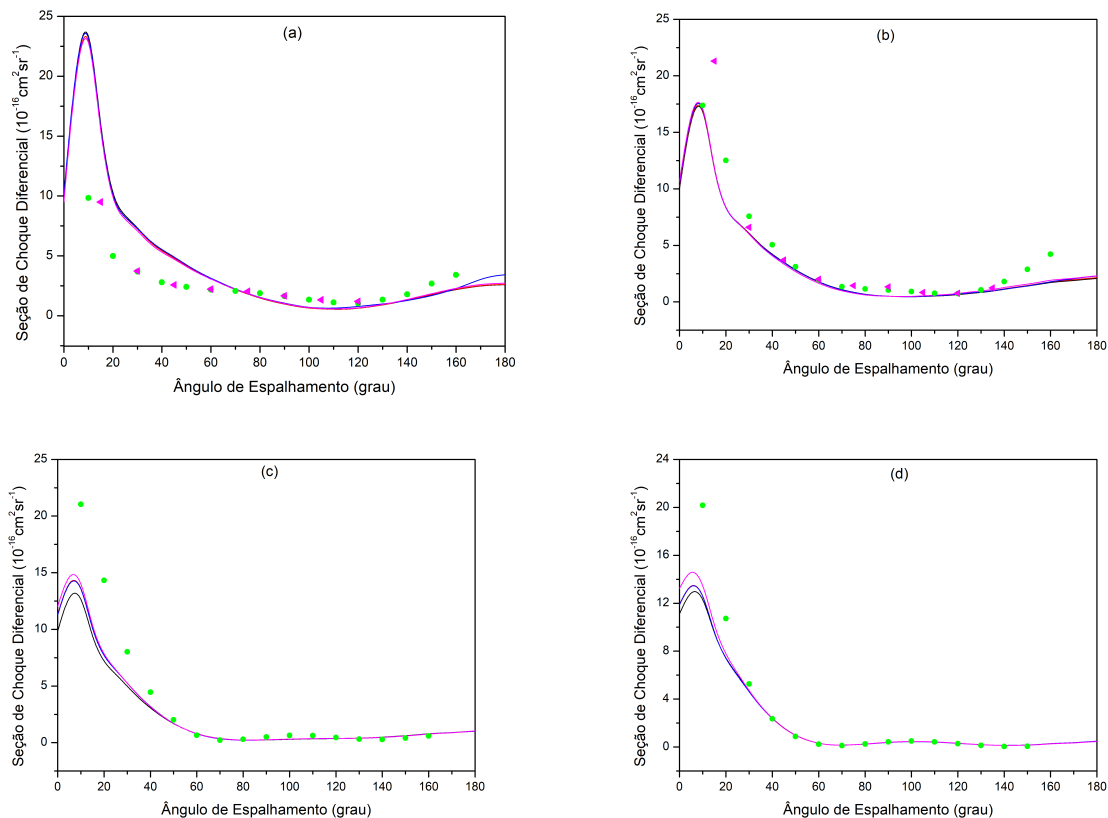 (a)
Seção de Choque Diferencial (10⁻¹⁶cm²sr⁻¹)
25
20
15
10
5
0
0 20 40 60 80 100 120 140 160 180
Ângulo de Espalhamento (grau)
(b)
Seção de Choque Diferencial (10⁻¹⁶cm²sr⁻¹)
25
20
15
10
5
0
0 20 40 60 80 100 120 140 160 180
Ângulo de Espalhamento (grau)
(c)
Seção de Choque Diferencial (10⁻¹⁶cm²sr⁻¹)
25
20
15
10
5
0
0 20 40 60 80 100 120 140 160 180
Ângulo de Espalhamento (grau)
(d)
Seção de Choque Diferencial (10⁻¹⁶cm²sr⁻¹)
24
20
16
12
8
4
0
0 20 40 60 80 100 120 140 160 180
Ângulo de Espalhamento (grau)